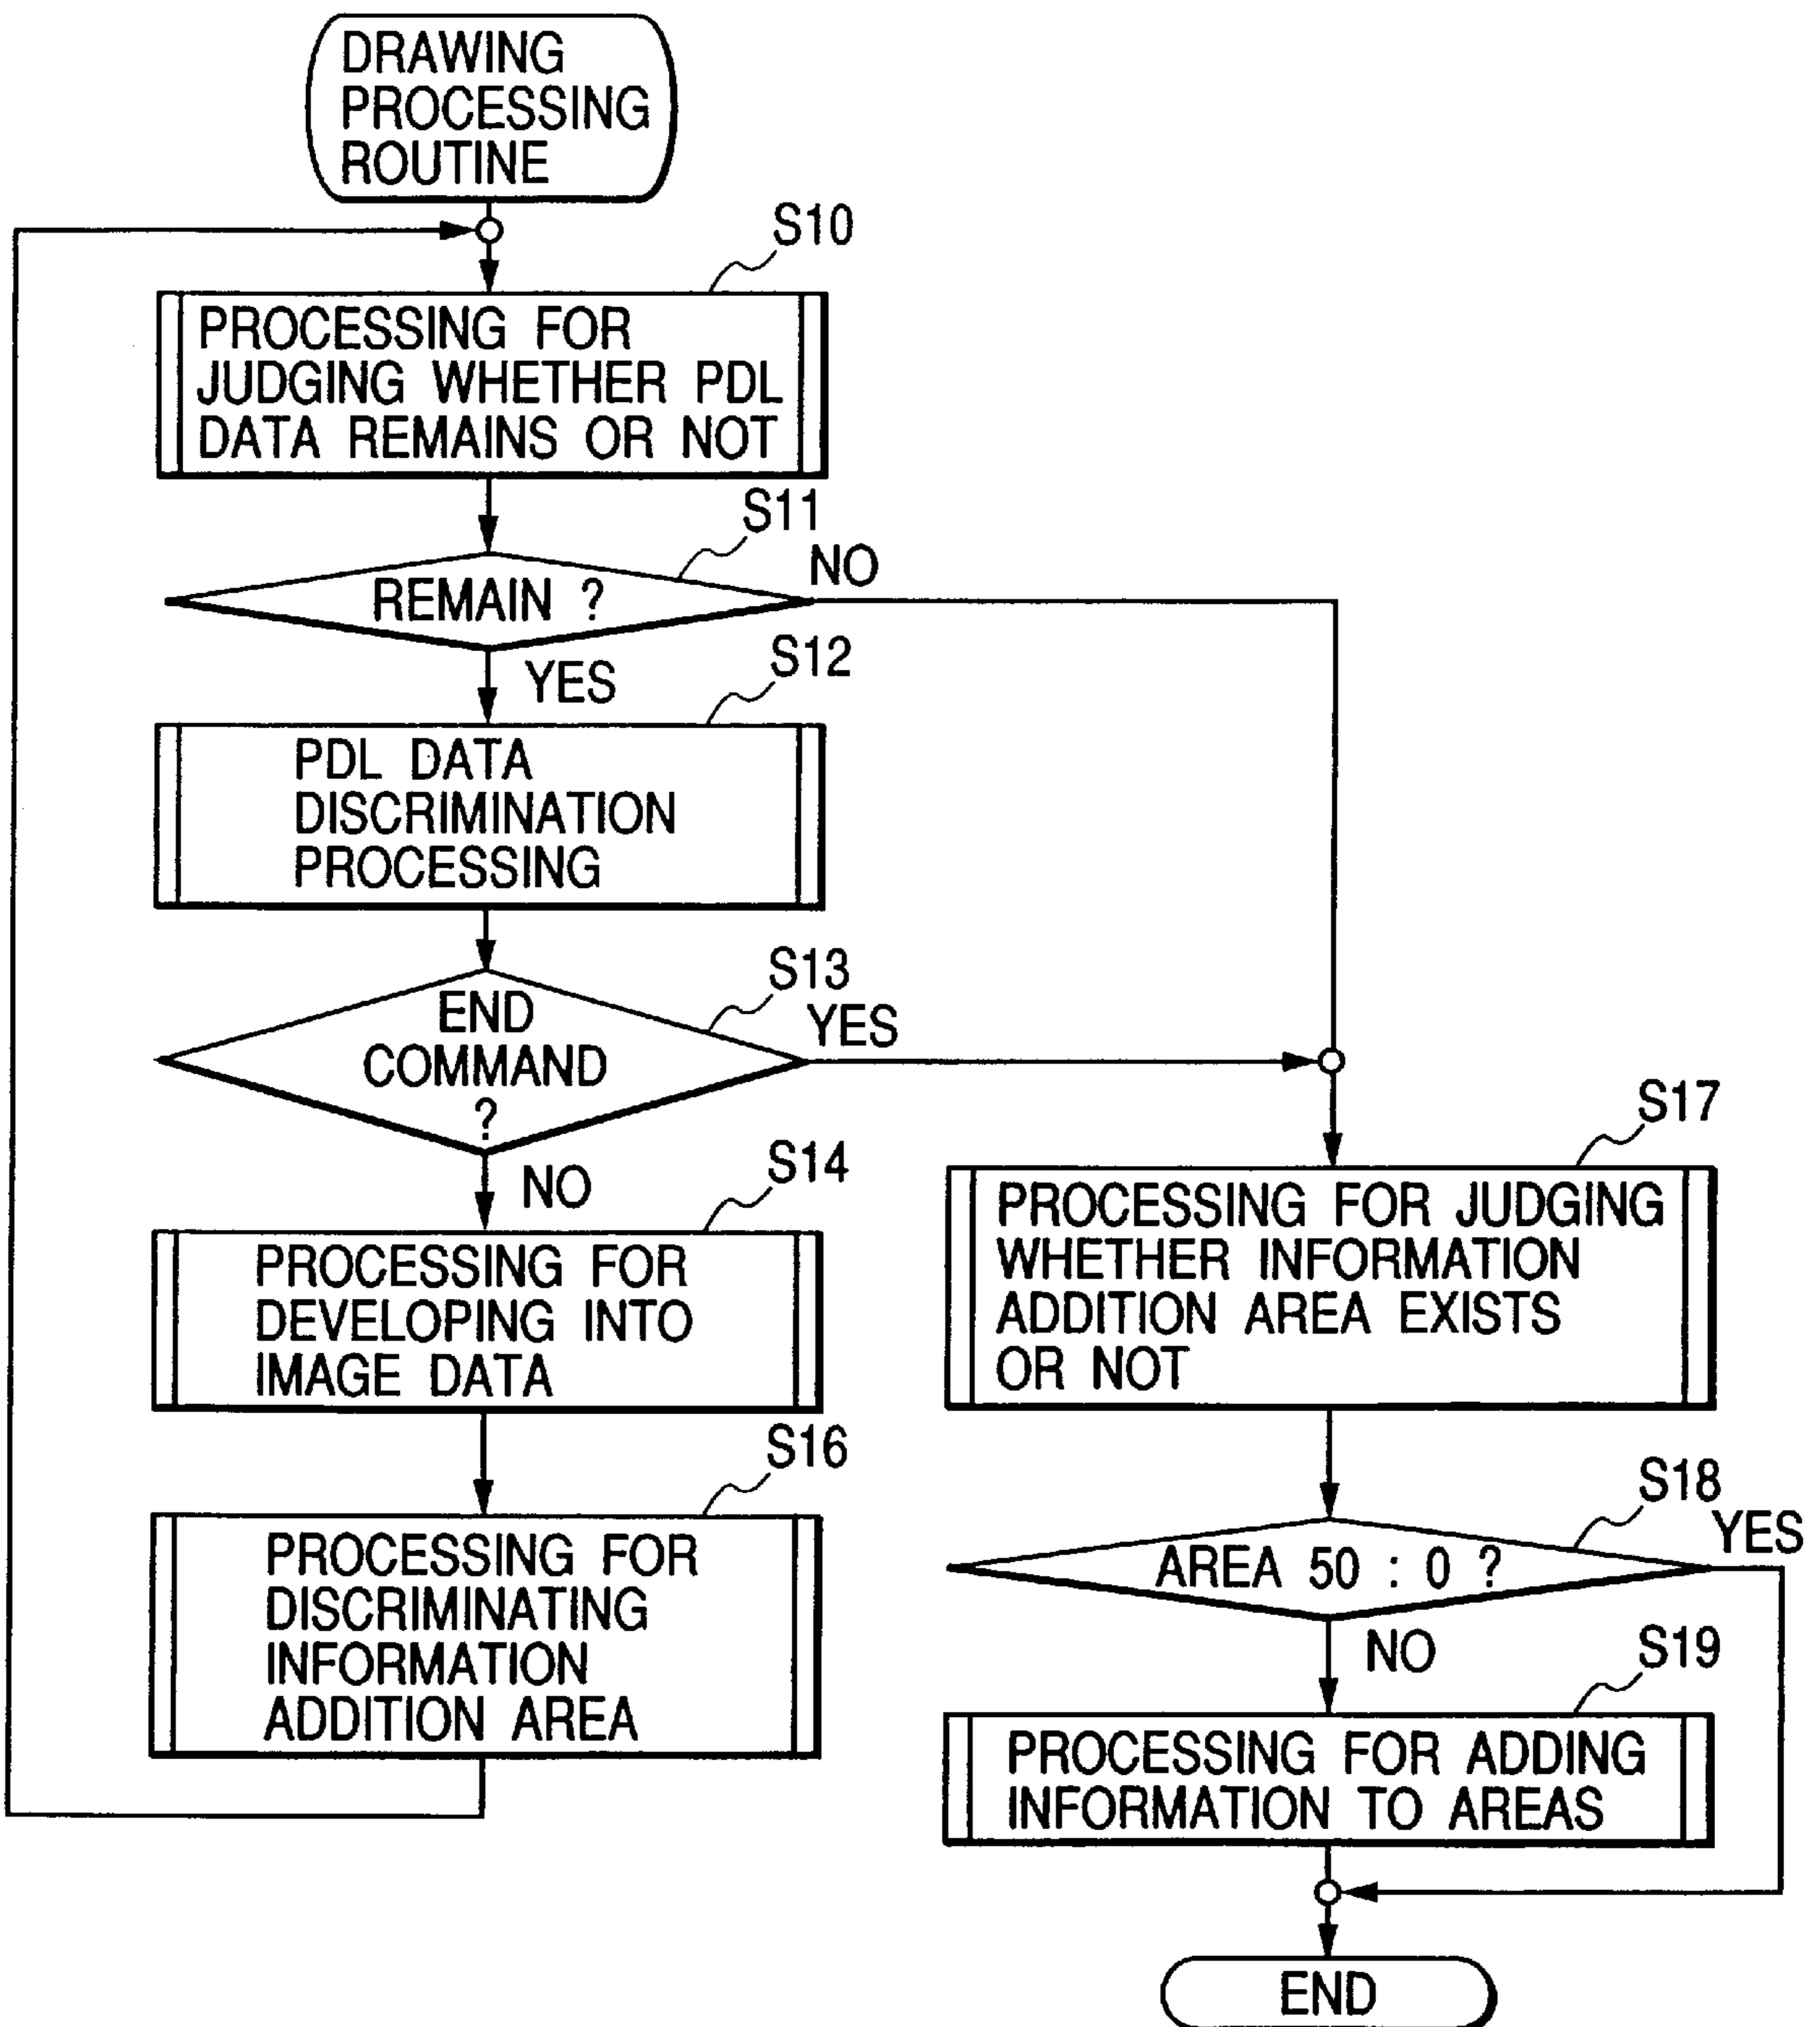 DRAWING
PROCESSING
ROUTINE
S10
PROCESSING FOR
JUDGING WHETHER PDL
DATA REMAINS OR NOT
S11
REMAIN ?
NO
YES
S12
PDL DATA
DISCRIMINATION
PROCESSING
S13
END
COMMAND
?
YES
NO
S14
PROCESSING FOR
DEVELOPING INTO
IMAGE DATA
S16
PROCESSING FOR
DISCRIMINATING
INFORMATION
ADDITION AREA
S17
PROCESSING FOR JUDGING
WHETHER INFORMATION
ADDITION AREA EXISTS
OR NOT
S18
AREA 50 : 0 ?
YES
NO
S19
PROCESSING FOR ADDING
INFORMATION TO AREAS
END